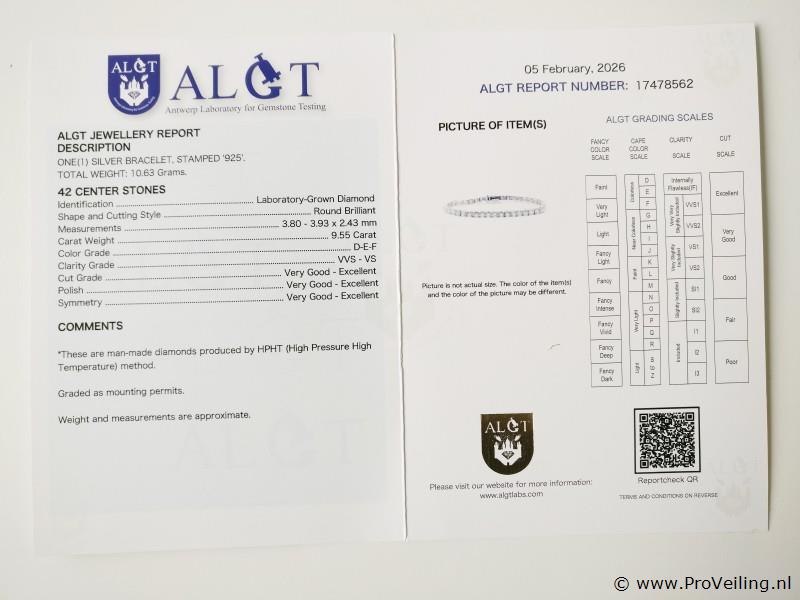 ALGT
ALGT
Antwerp Laboratory for Gemstone Testing
ALGT JEWELLERY REPORT
DESCRIPTION
ONE(1) SILVER BRACELET, STAMPED '925'.
TOTAL WEIGHT: 10.63 Grams.
42 CENTER STONES
Identification Laboratory-Grown Diamond
Shape and Cutting Style Round Brilliant
Measurements 3.80 - 3.93 x 2.43 mm
Carat Weight 9.55 Carat
Color Grade D-E-F
Clarity Grade VVS - VS
Cut Grade Very Good - Excellent
Polish Very Good - Excellent
Symmetry Very Good - Excellent
COMMENTS
*These are man-made diamonds produced by HPHT (High Pressure High
Temperature) method.
Graded as mounting permits.
Weight and measurements are approximate.
05 February, 2026
ALGT REPORT NUMBER: 17478562
PICTURE OF ITEM(S)
Picture is not actual size. The color of the item(s)
and the color of the picture may be different.
ALGT GRADING SCALES
FANCY
COLOR
SCALE
Faint
Very
Light
Light
Fancy
Light
Fancy
Fancy
Intense
Fancy
Vivid
Fancy
Deep
Fancy
Dark
CAPE
COLOR
SCALE
Colorless
Near Colorless
Faint
Very Light
Light
D
E
F
G
H
I
J
K
L
M
N
O
P
Q
R
CLARITY
SCALE
Internally
Flawless(IF)
Very Very
Slightly Included
Very Slightly
Included
Slightly Included
Included
VVS1
VVS2
VS1
VS2
SI1
SI2
I1
I2
I3
CUT
SCALE
Excellent
Very
Good
Good
Fair
Poor
ALGT
Please visit our website for more information:
www.algtlabs.com
Reportcheck QR
TERMS AND CONDITIONS ON REVERSE
© www.ProVeiling.nl